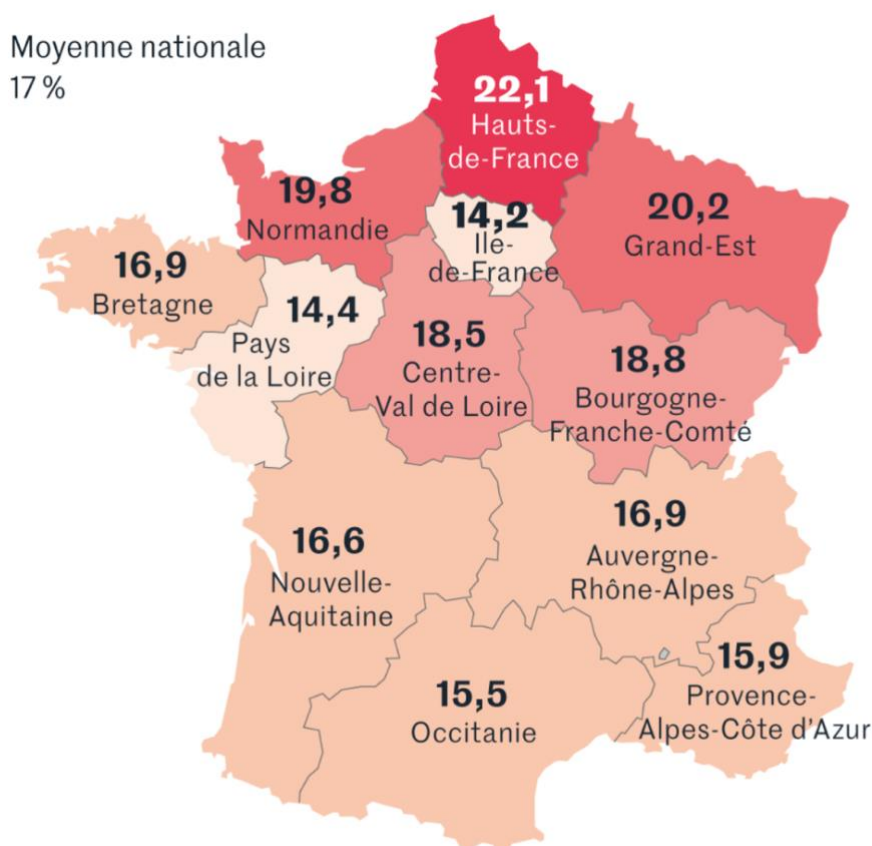 Moyenne nationale
17 %
22,1
Hauts-
de-France
19,8
Normandie
14,2
Ile-
de-France
20,2
Grand-Est
16,9
Bretagne
14,4
Pays
de la Loire
18,5
Centre-
Val de Loire
18,8
Bourgogne-
Franche-Comté
16,6
Nouvelle-
Aquitaine
16,9
Auvergne-
Rhône-Alpes
15,5
Occitanie
15,9
Provence-
Alpes-Côte d'Azur